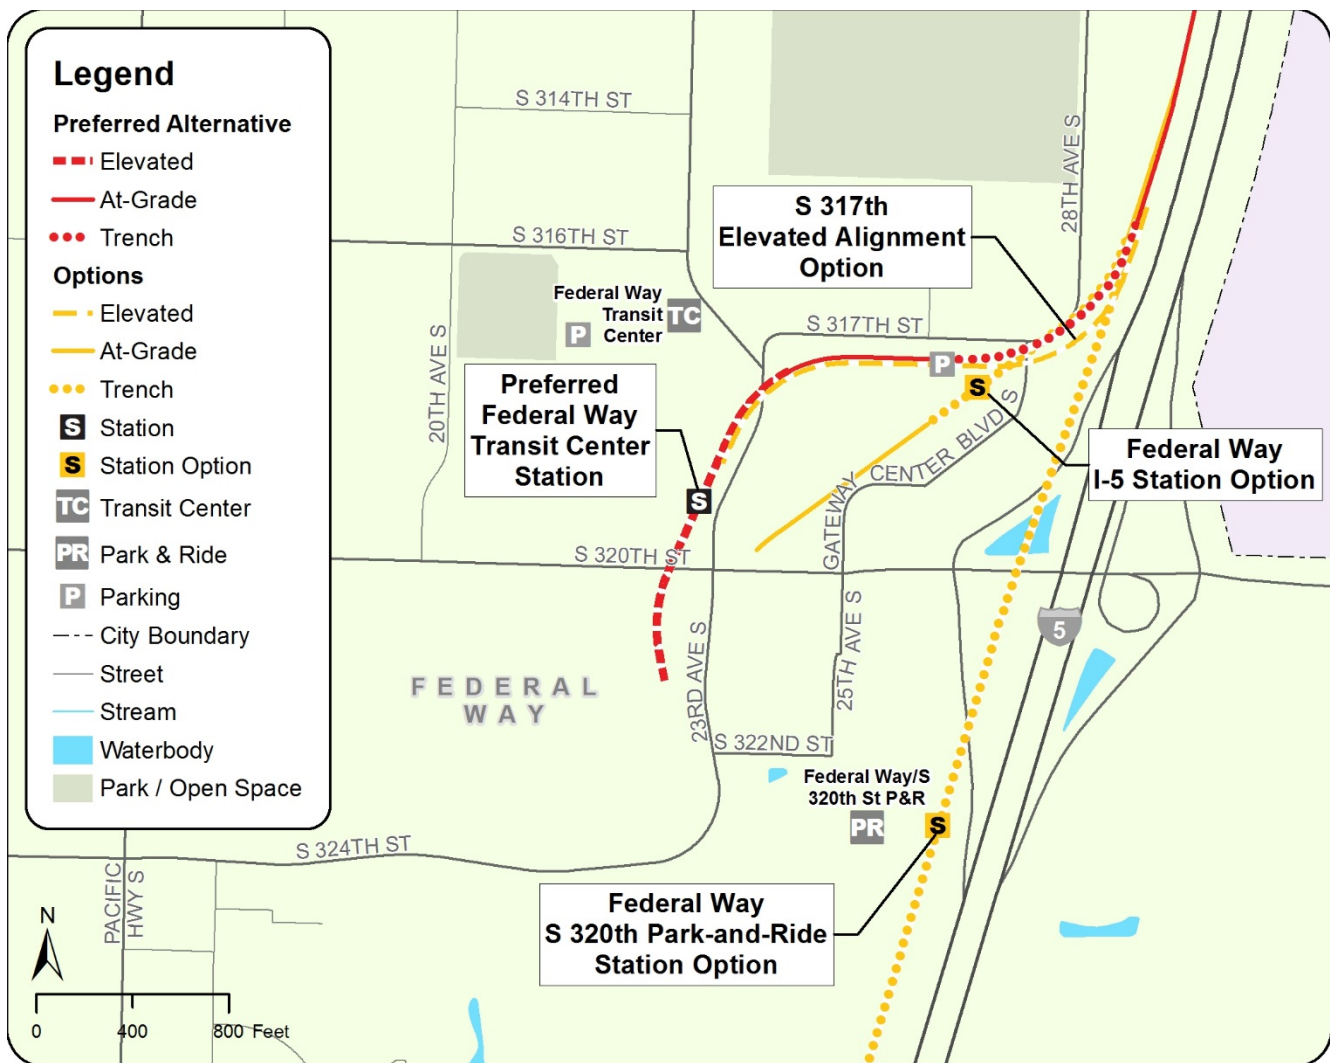 Legend
Preferred Alternative
Elevated
At-Grade
Trench
Options
Elevated
At-Grade
Trench
S Station
S Station Option
TC Transit Center
PR Park & Ride
P Parking
City Boundary
Street
Stream
Waterbody
Park / Open Space
S 314TH ST
28TH AVE S
S 317th
Elevated Alignment
Option
S 316TH ST
Federal Way
Transit
Center
TC
P
S 317TH ST
20TH AVE S
P
S
Preferred
Federal Way
Transit Center
Station
S
GATEWAY CENTER BLVD S
Federal Way
I-5 Station Option
S 320TH ST
5
23RD AVE S
25TH AVE S
FEDERAL
WAY
S 322ND ST
Federal Way/S
320th St P&R
PR
S
S 324TH ST
PACIFIC
HWY S
Federal Way
S 320th Park-and-Ride
Station Option
N
0 400 800 Feet